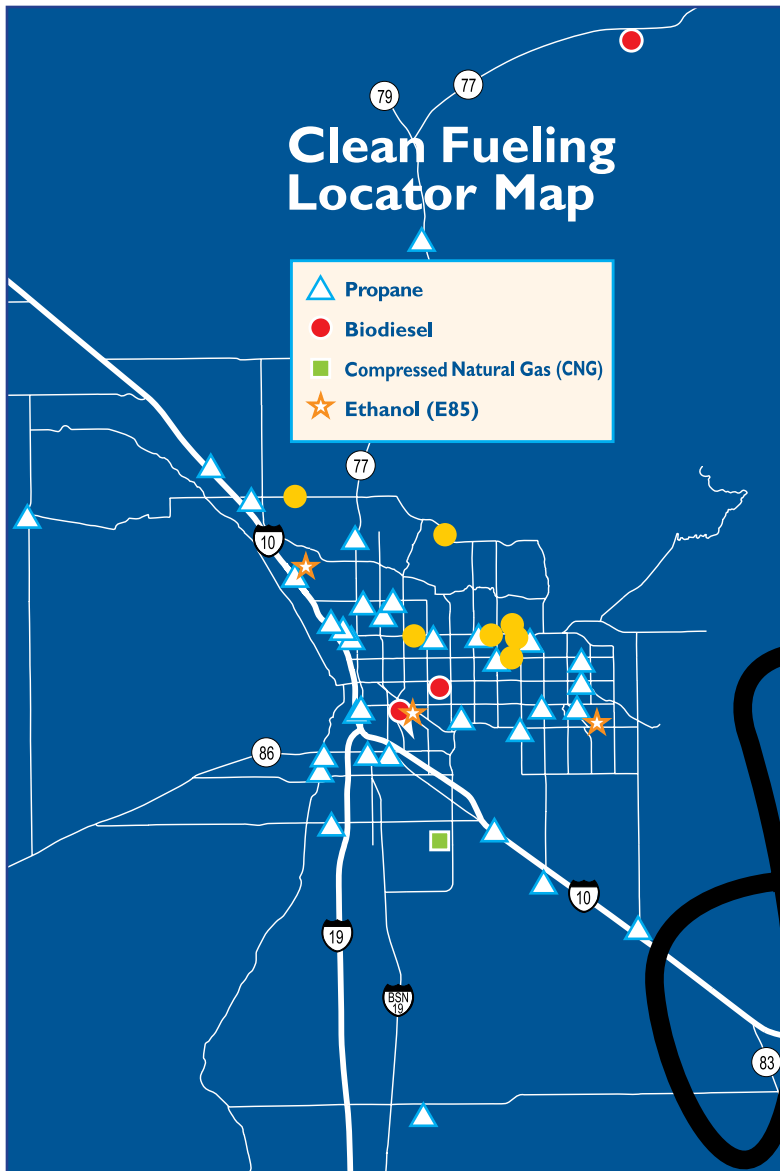 79
77
Clean Fueling
Locator Map
Propane
Biodiesel
Compressed Natural Gas (CNG)
Ethanol (E85)
77
10
86
10
19
BSN
19
83